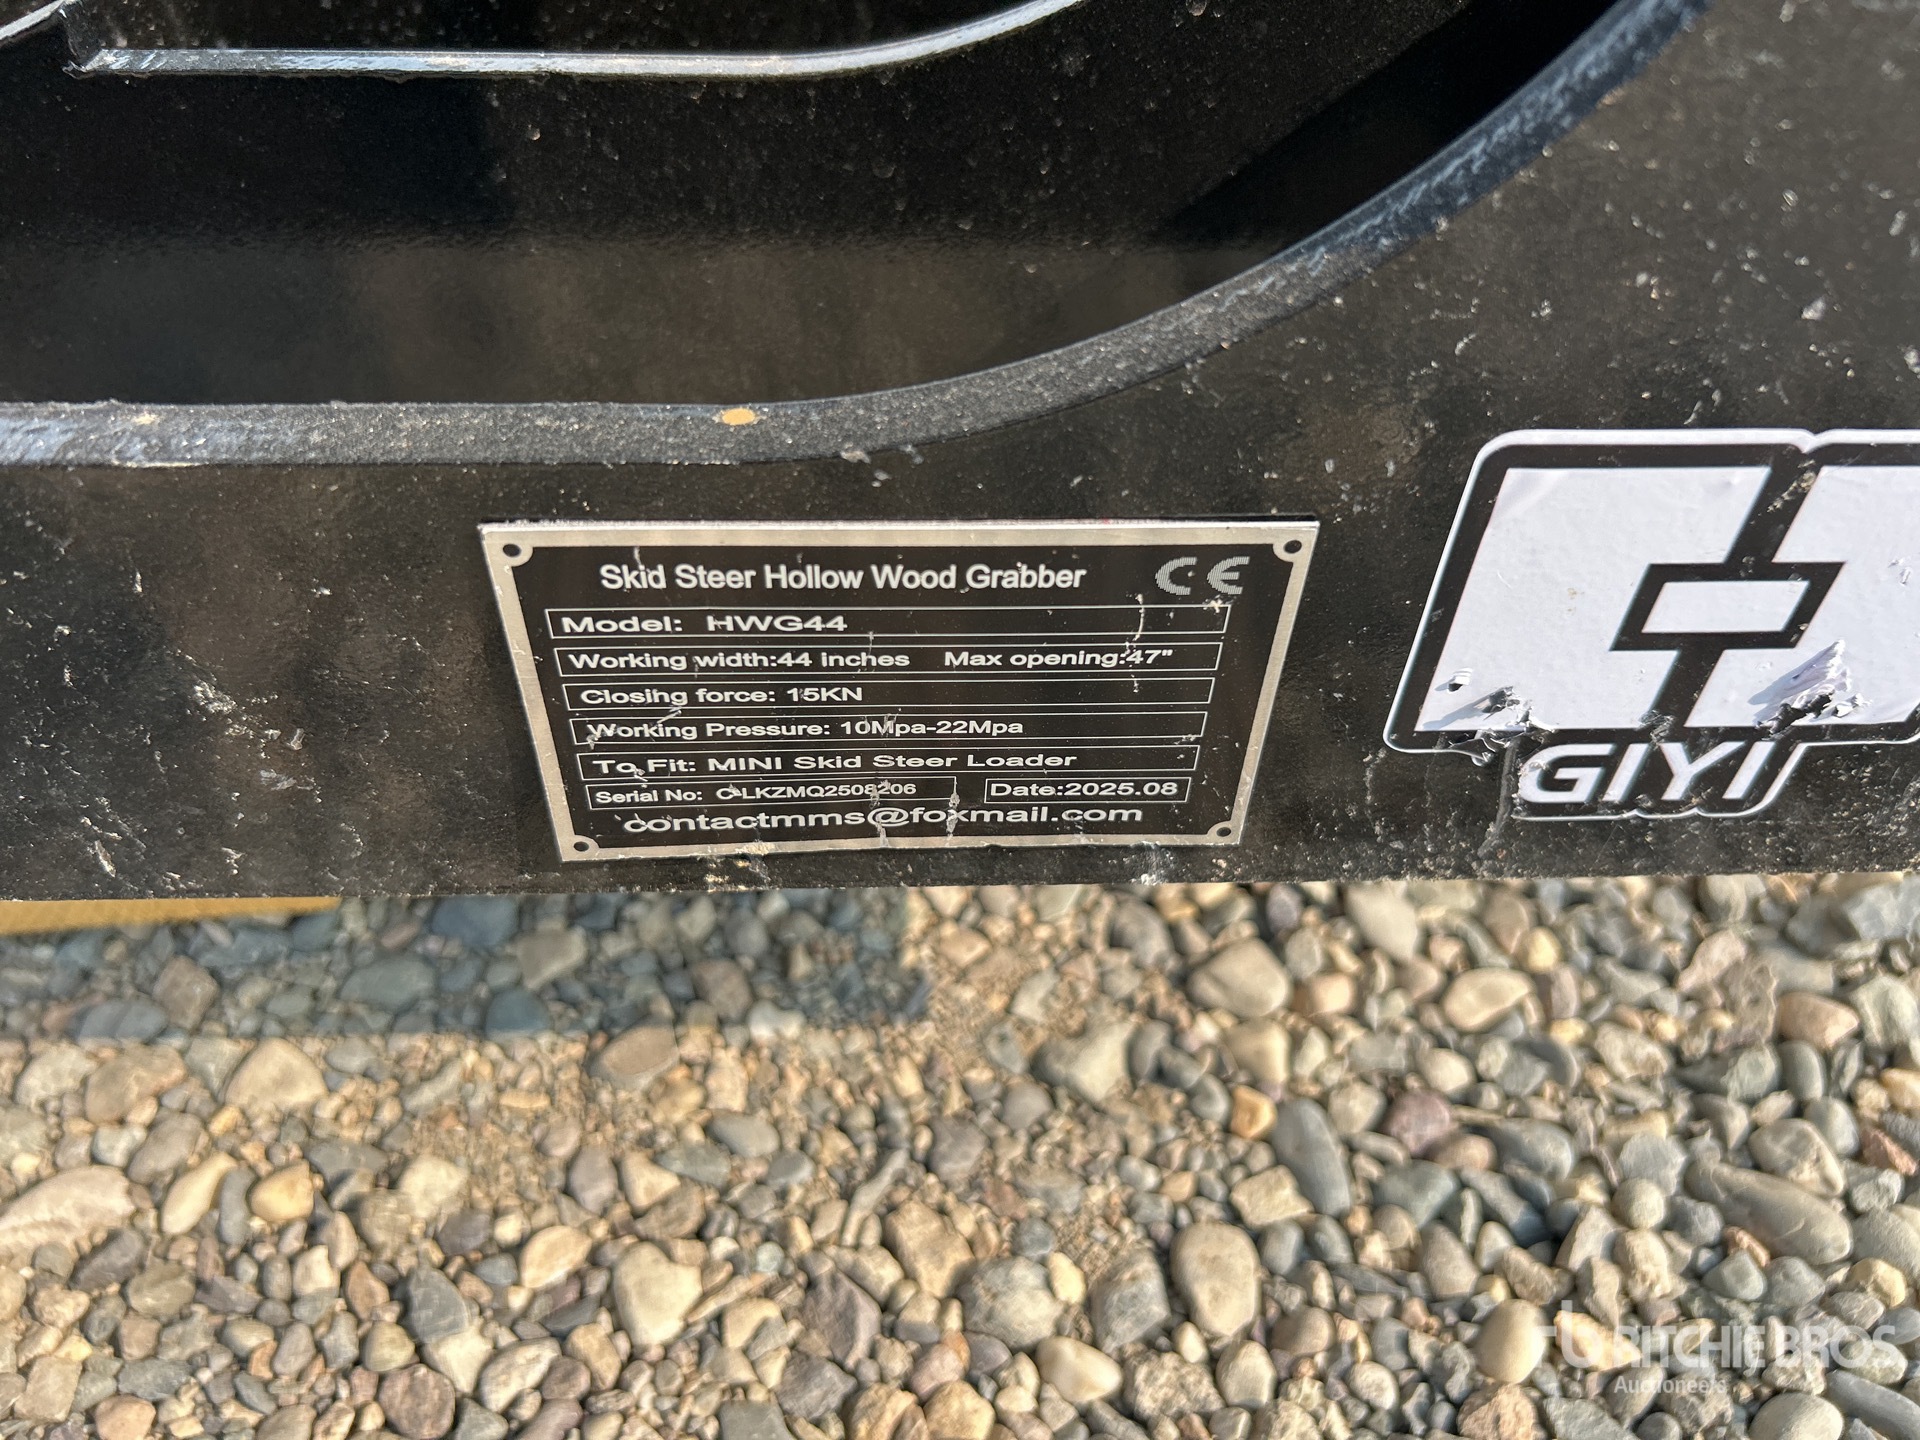 Skid Steer Hollow Wood Grabber CE
Model: HWG44
Working width:44 inches Max opening:47"
Closing force: 15KN
Working Pressure: 10Mpa-22Mpa
To Fit: MINI Skid Steer Loader
Serial No: Date:2025.08
contactmms@foxmail.com
GIYI
RITCHIE BROS.
Auctioneers